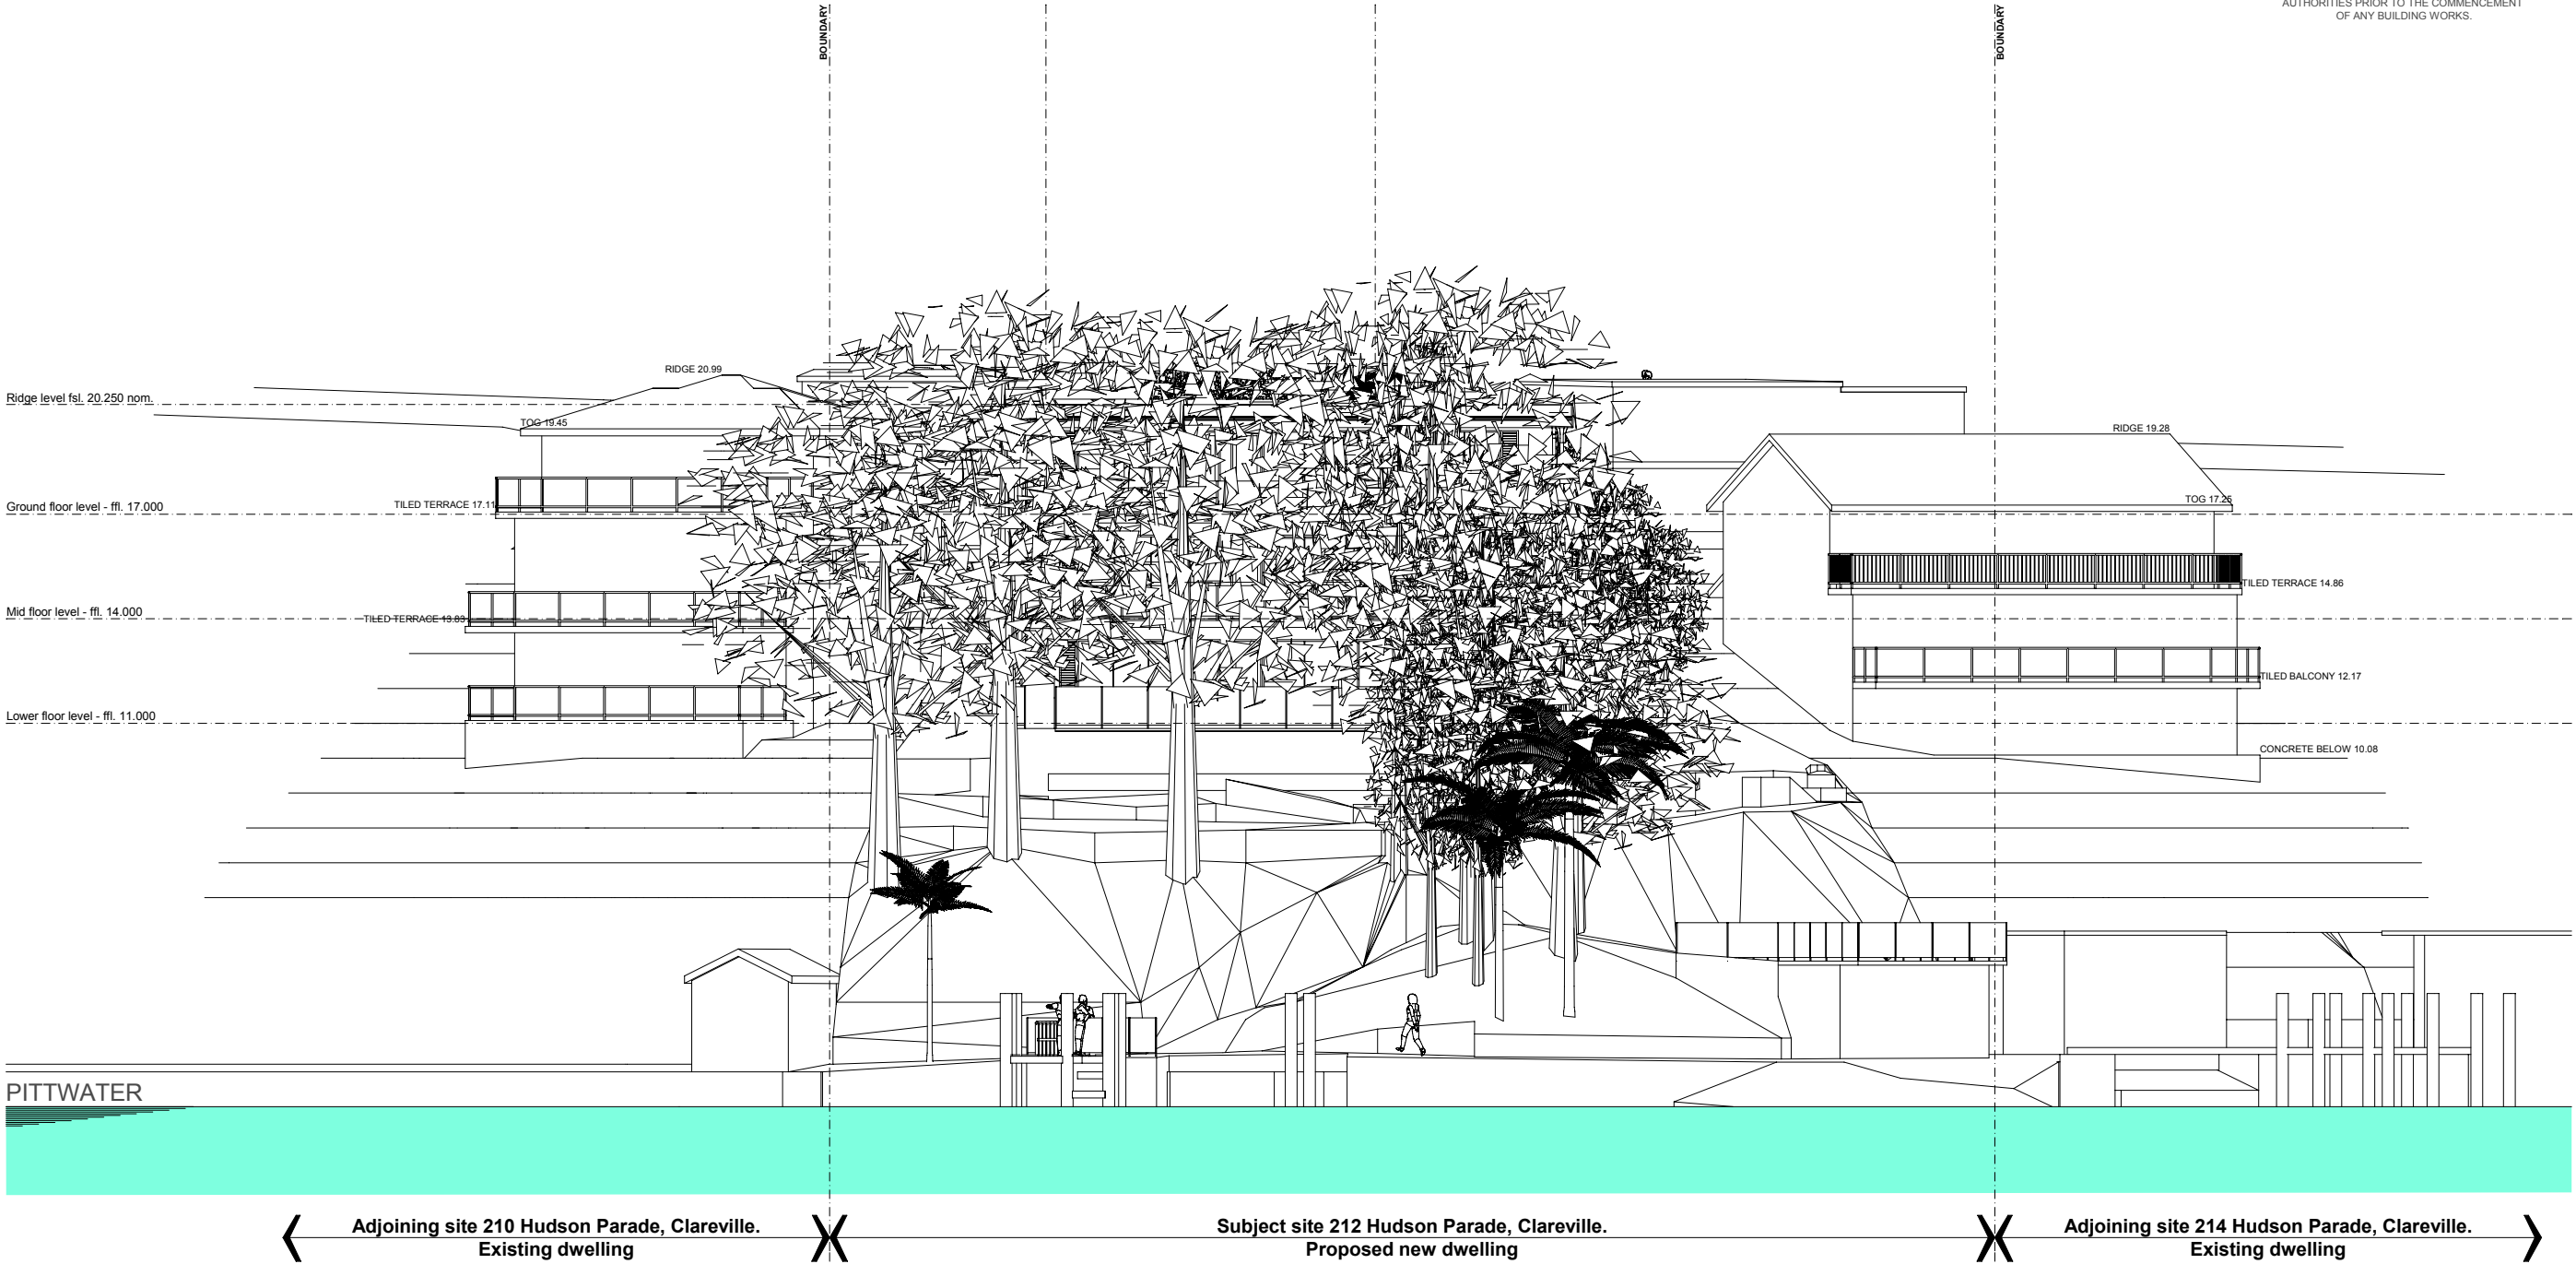 AUTHORITIES PRIOR TO THE COMMENCEMENT
OF ANY BUILDING WORKS.
BOUNDARY
BOUNDARY
RIDGE 20.99
Ridge level fsl. 20.250 nom.
TOG 19.45
RIDGE 19.28
TILED TERRACE 17.11
Ground floor level - ffl. 17.000
TOG 17.25
TILED TERRACE 14.86
Mid floor level - ffl. 14.000
TILED TERRACE 13.83
TILED BALCONY 12.17
Lower floor level - ffl. 11.000
CONCRETE BELOW 10.08
PITTWATER
Adjoining site 210 Hudson Parade, Clareville.
Existing dwelling
Subject site 212 Hudson Parade, Clareville.
Proposed new dwelling
Adjoining site 214 Hudson Parade, Clareville.
Existing dwelling